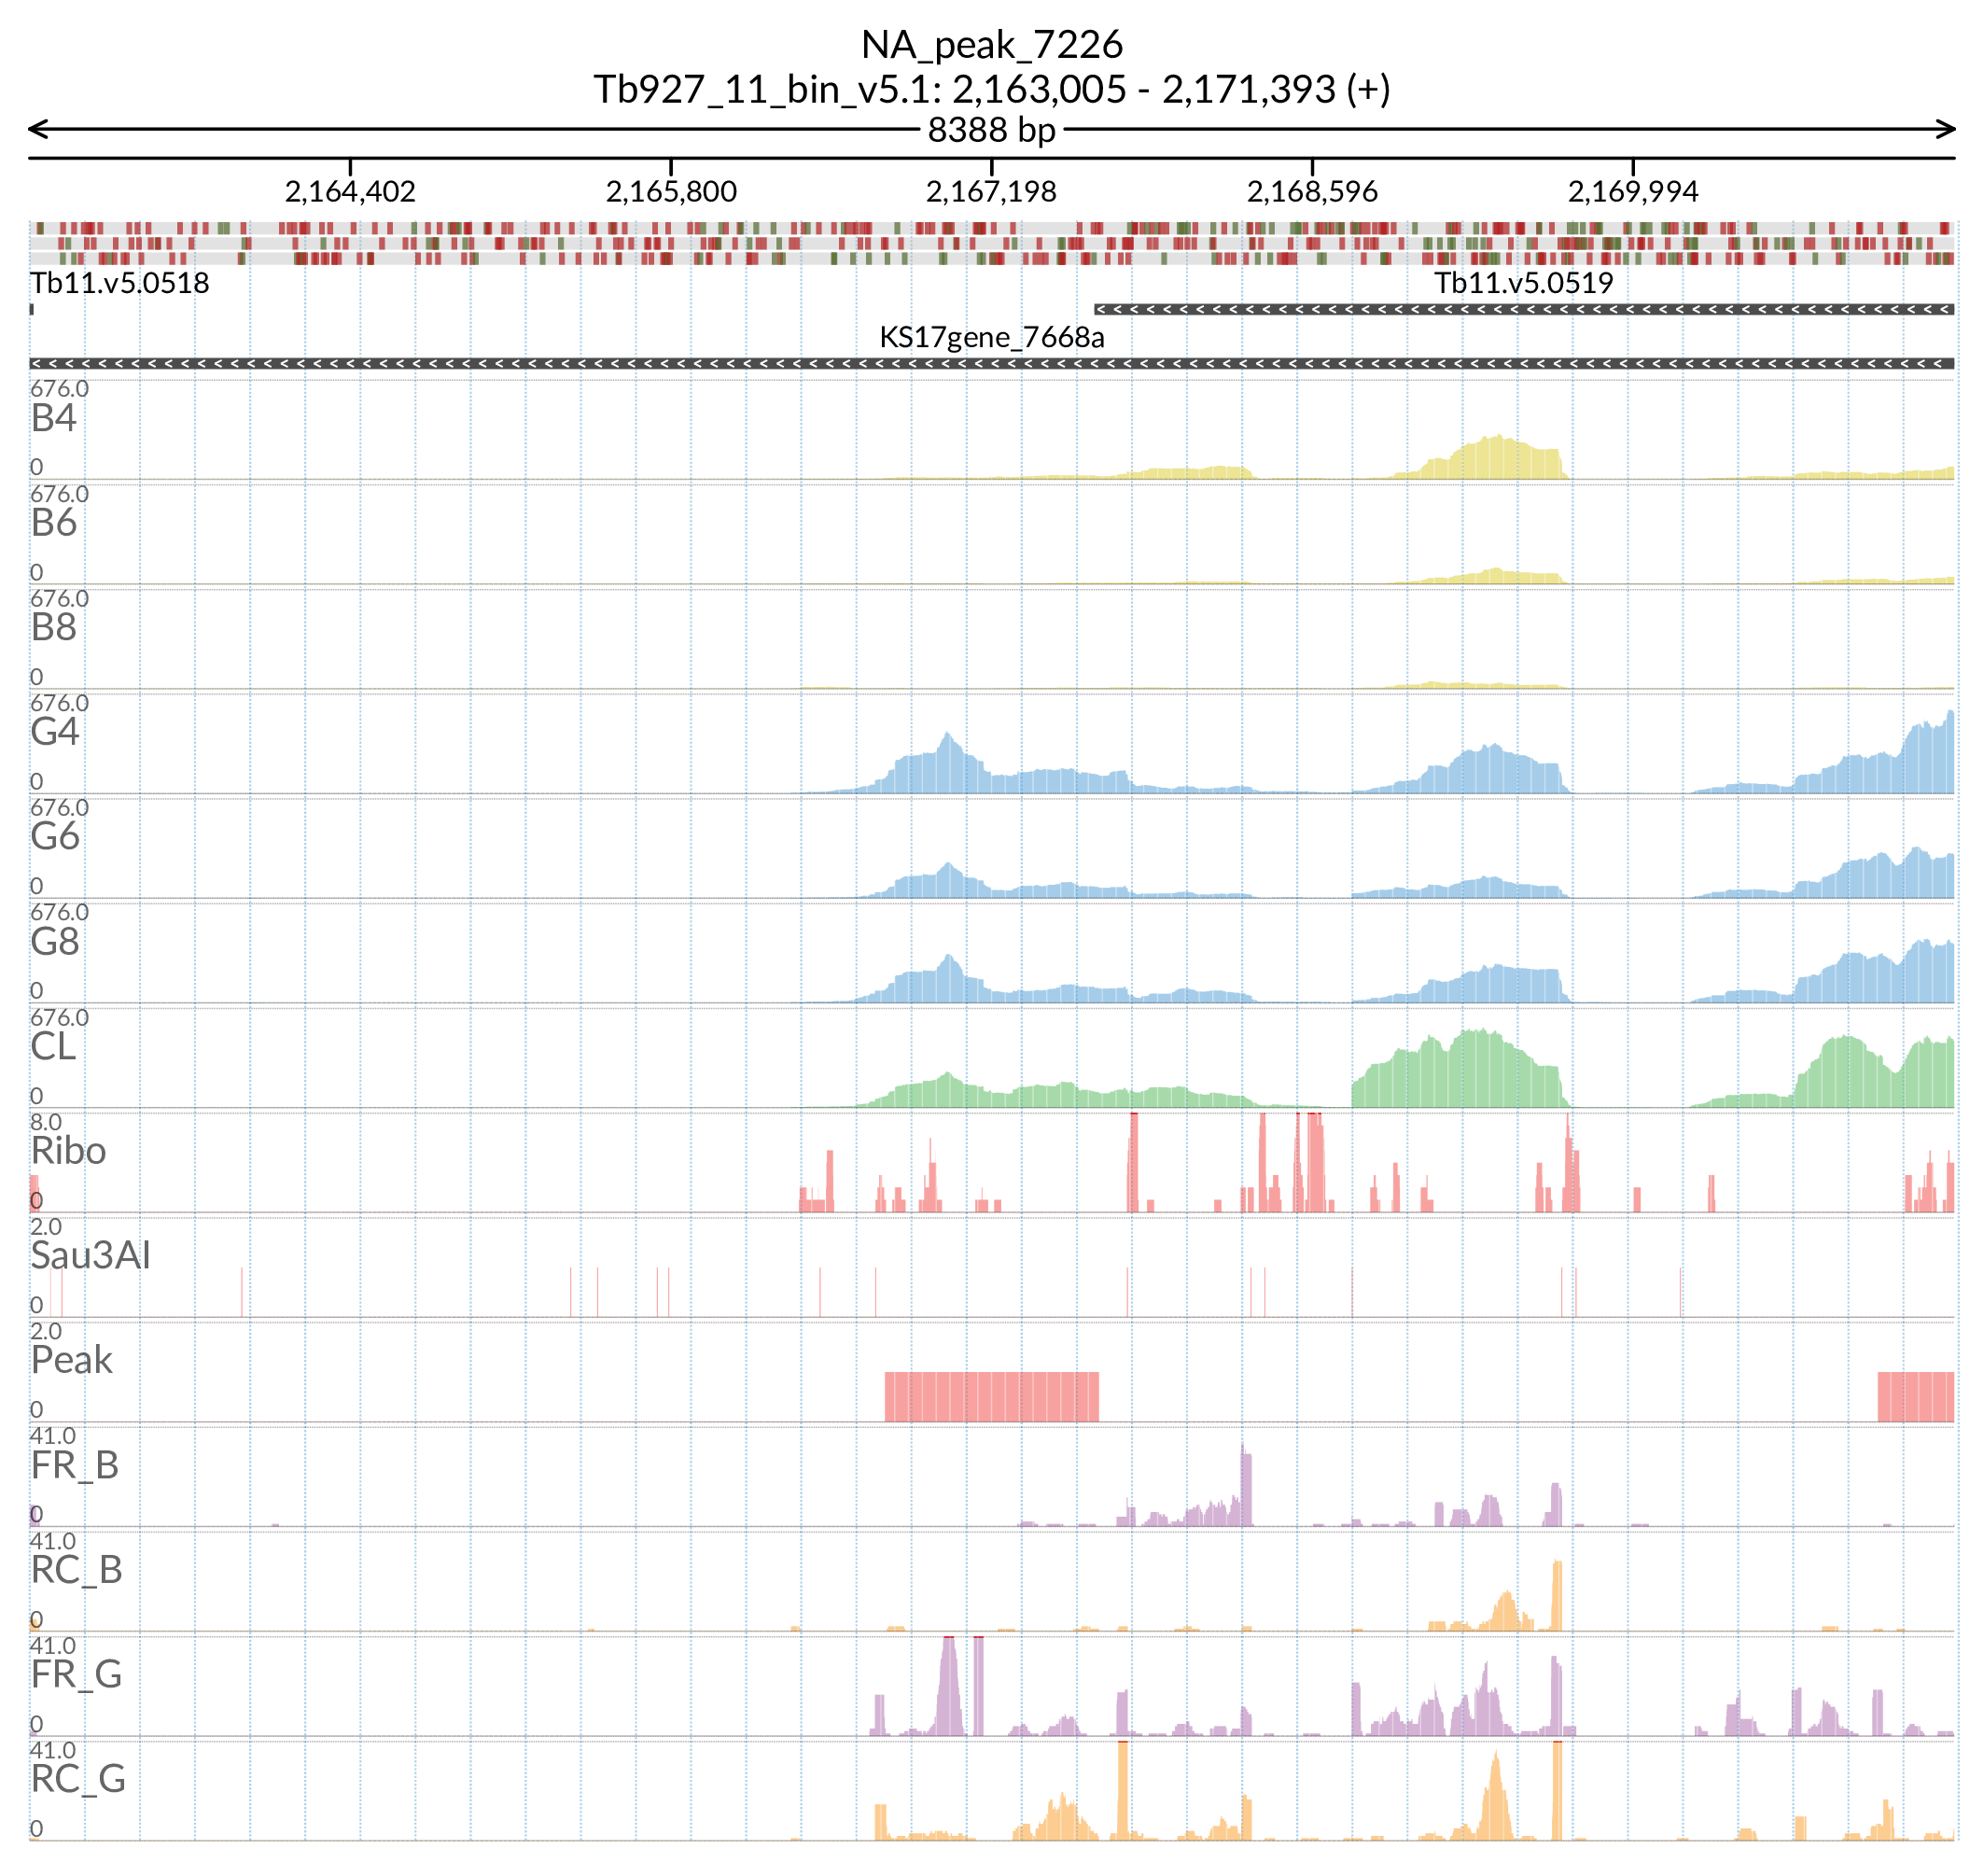 NA_peak_7226
Tb927_11_bin_v5.1: 2,163,005 - 2,171,393 (+)
8388 bp
2,164,402 2,165,800 2,167,198 2,168,596 2,169,994
Tb11.v5.0518 Tb11.v5.0519
KS17gene_7668a
676.0
B4
0
676.0
B6
0
676.0
B8
0
676.0
G4
0
676.0
G6
0
676.0
G8
0
676.0
CL
0
8.0
Ribo
0
2.0
Sau3AI
0
2.0
Peak
0
41.0
FR_B
0
41.0
RC_B
0
41.0
FR_G
0
41.0
RC_G
0